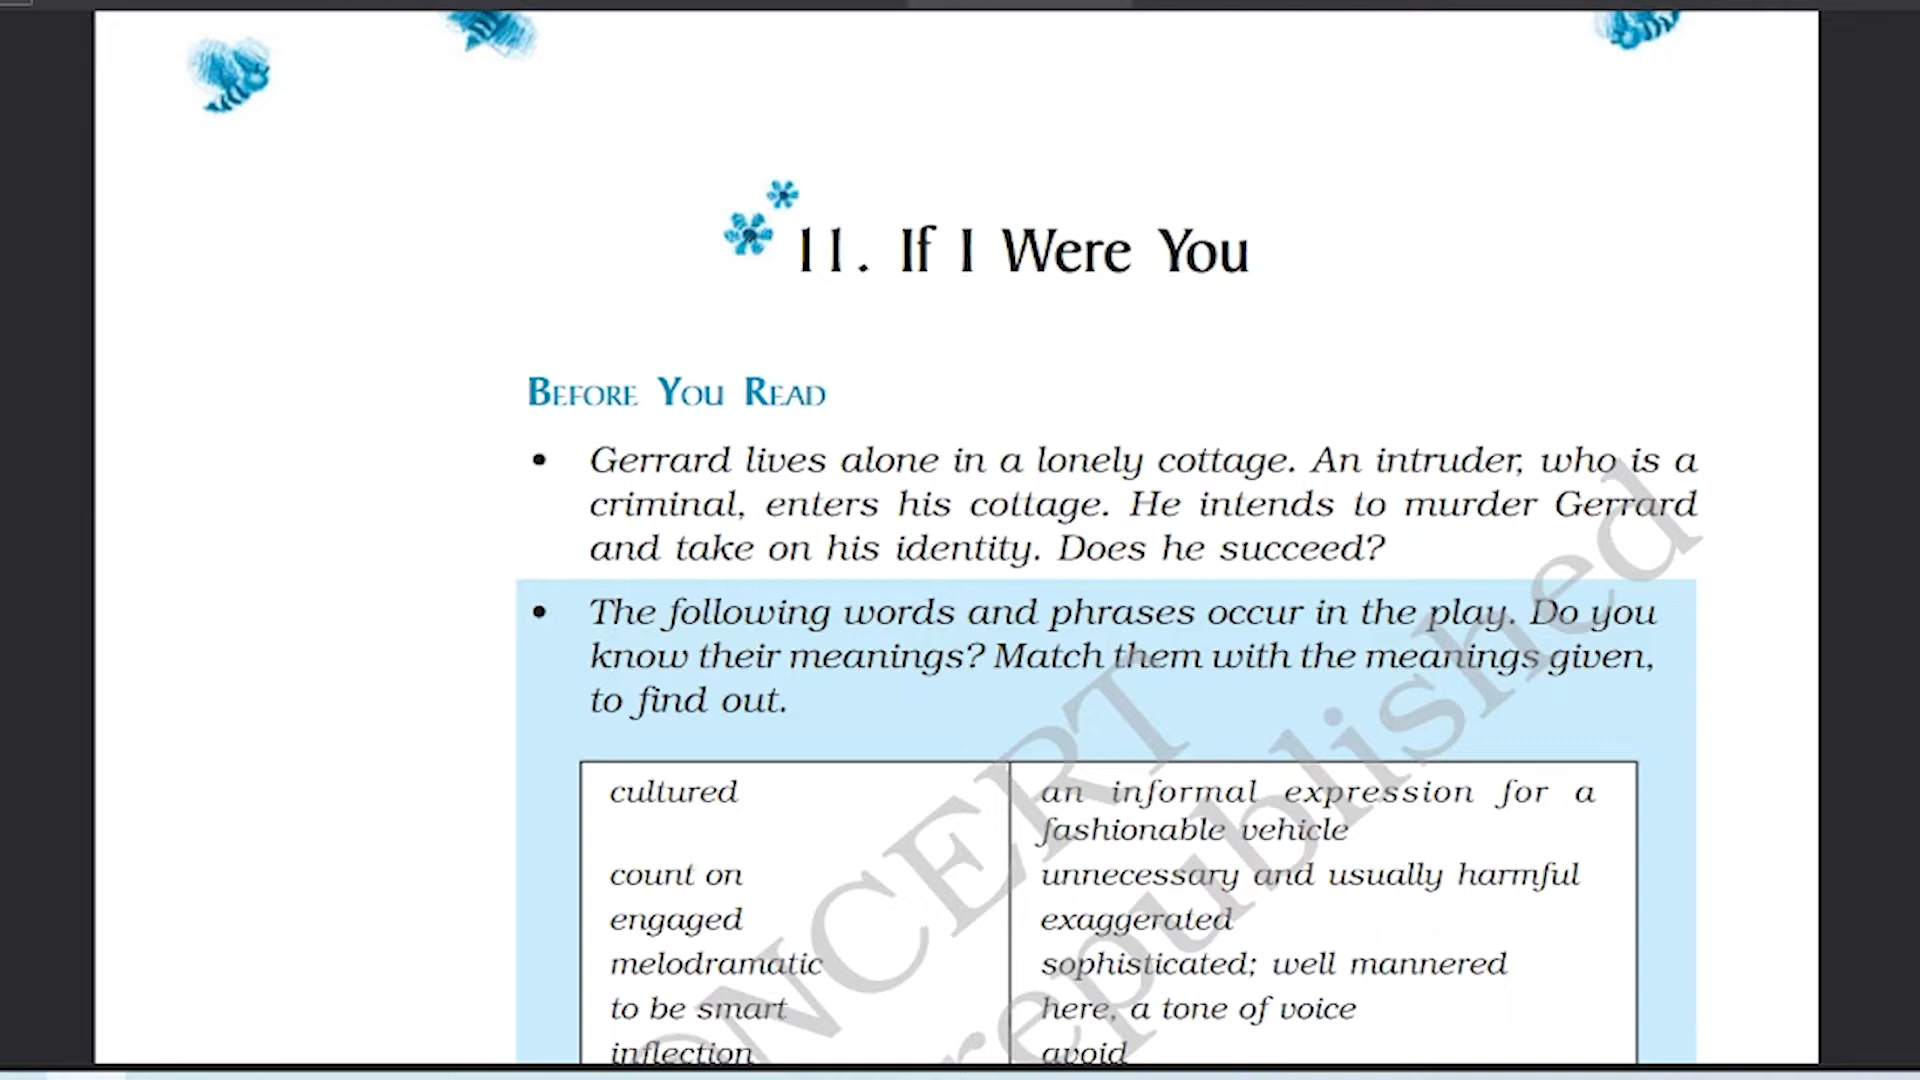 11. If I Were You
BEFORE YOU READ
• Gerrard lives alone in a lonely cottage. An intruder, who is a
criminal, enters his cottage. He intends to murder Gerrard
and take on his identity. Does he succeed?
• The following words and phrases occur in the play. Do you
know their meanings? Match them with the meanings given,
to find out.
cultured an informal expression for a
fashionable vehicle
count on unnecessary and usually harmful
engaged exaggerated
melodramatic sophisticated; well mannered
to be smart here, a tone of voice
inflection avoid
NCERT
republished